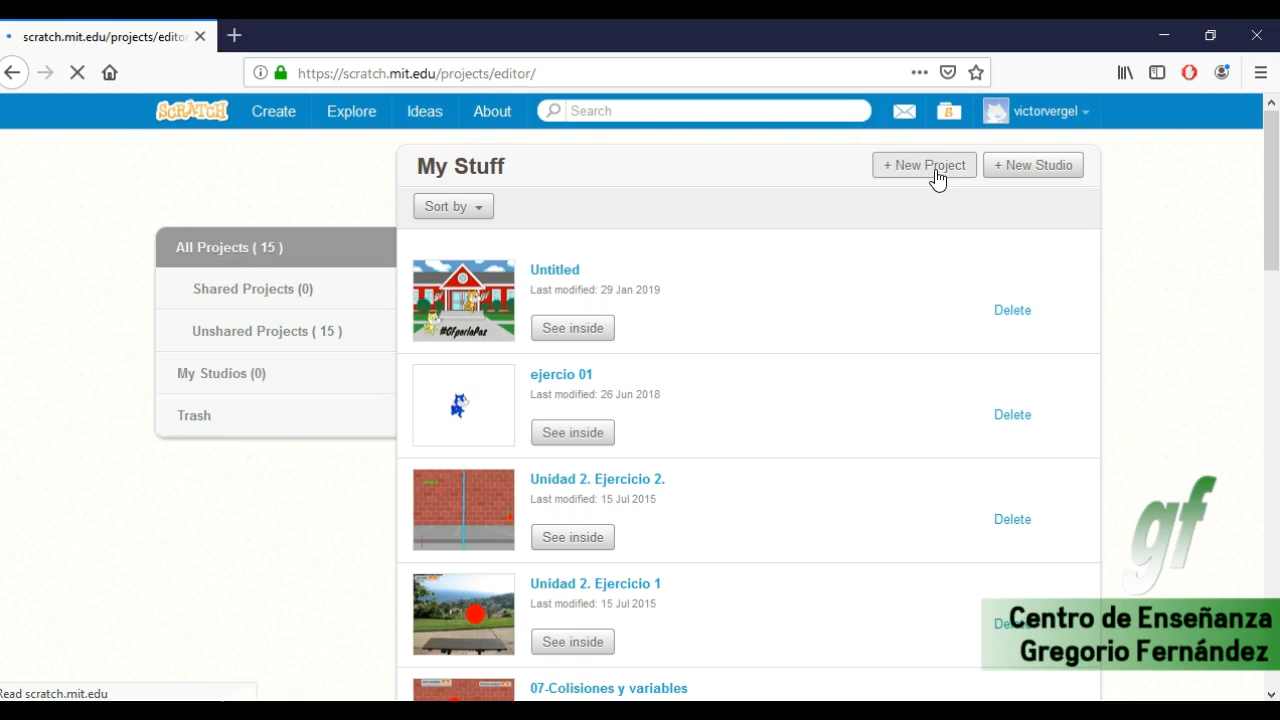 scratch.mit.edu/projects/editor
https://scratch.mit.edu/projects/editor/
SCRATCH
Create
Explore
Ideas
About
Search
S
victorvergel
My Stuff
+ New Project
+ New Studio
Sort by
All Projects ( 15 )
Shared Projects (0)
Unshared Projects ( 15 )
My Studios (0)
Trash
Untitled
Last modified: 29 Jan 2019
See inside
Delete
#GFporlaPaz
ejercio 01
Last modified: 26 Jun 2018
See inside
Delete
Unidad 2. Ejercicio 2.
Last modified: 15 Jul 2015
See inside
Delete
Unidad 2. Ejercicio 1
Last modified: 15 Jul 2015
See inside
07-Colisiones y variables
gf
Centro de Enseñanza
Gregorio Fernández
Read scratch.mit.edu